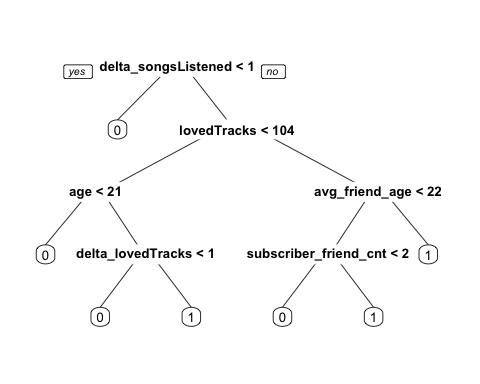 yes delta_songsListened < 1 no
0 lovedTracks < 104
age < 21 avg_friend_age < 22
0 delta_lovedTracks < 1 subscriber_friend_cnt < 2 1
0 1 0 1